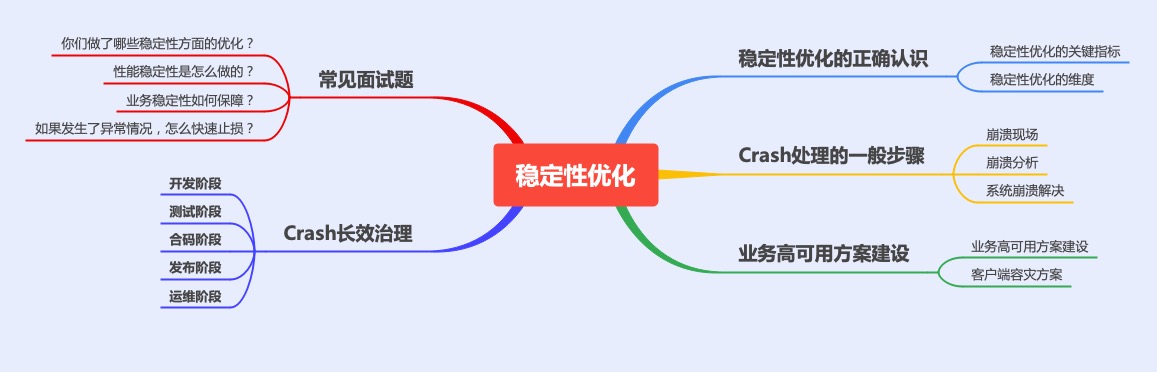 稳定性优化
稳定性优化的正确认识
稳定性优化的关键指标
稳定性优化的维度
Crash处理的一般步骤
崩溃现场
崩溃分析
系统崩溃解决
业务高可用方案建设
业务高可用方案建设
客户端容灾方案
常见面试题
你们做了哪些稳定性方面的优化？
性能稳定性是怎么做的？
业务稳定性如何保障？
如果发生了异常情况，怎么快速止损？
Crash长效治理
开发阶段
测试阶段
合码阶段
发布阶段
运维阶段